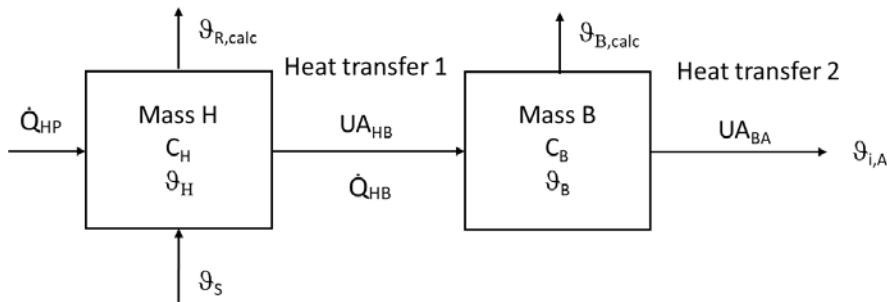 ϑR,calc
ϑB,calc
Heat transfer 1
Heat transfer 2
Q̇HP
Mass H
CH
ϑH
UAHB
Q̇HB
Mass B
CB
ϑB
UABA
ϑi,A
ϑS